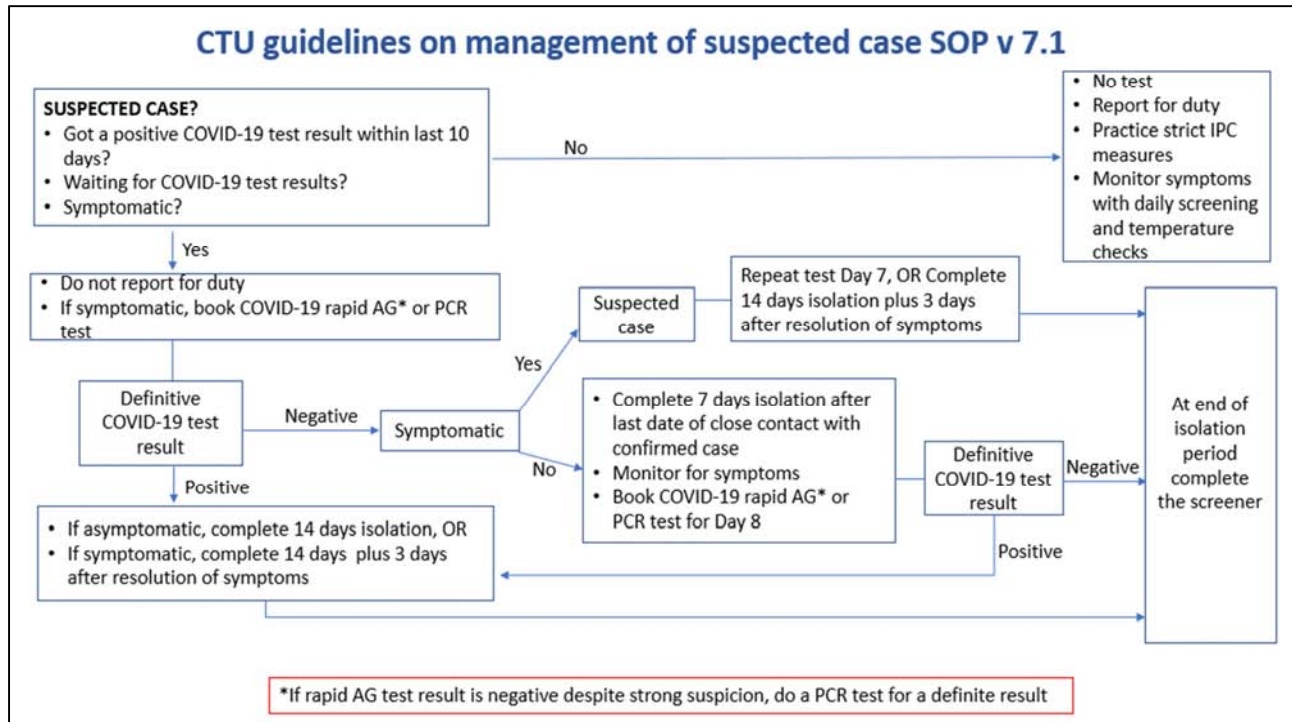 CTU guidelines on management of suspected case SOP v 7.1
SUSPECTED CASE?
• Got a positive COVID-19 test result within last 10
days?
• Waiting for COVID-19 test results?
• Symptomatic?
No
• No test
• Report for duty
• Practice strict IPC
measures
• Monitor symptoms
with daily screening
and temperature
checks
Yes
• Do not report for duty
• If symptomatic, book COVID-19 rapid AG* or PCR
test
Suspected
case
Repeat test Day 7, OR Complete
14 days isolation plus 3 days
after resolution of symptoms
Yes
Definitive
COVID-19 test
result
Negative
Symptomatic
No
• Complete 7 days isolation after
last date of close contact with
confirmed case
• Monitor for symptoms
• Book COVID-19 rapid AG* or
PCR test for Day 8
Definitive
COVID-19 test
result
Negative
At end of
isolation
period
complete
the screener
Positive
Positive
• If asymptomatic, complete 14 days isolation, OR
• If symptomatic, complete 14 days plus 3 days
after resolution of symptoms
*If rapid AG test result is negative despite strong suspicion, do a PCR test for a definite result